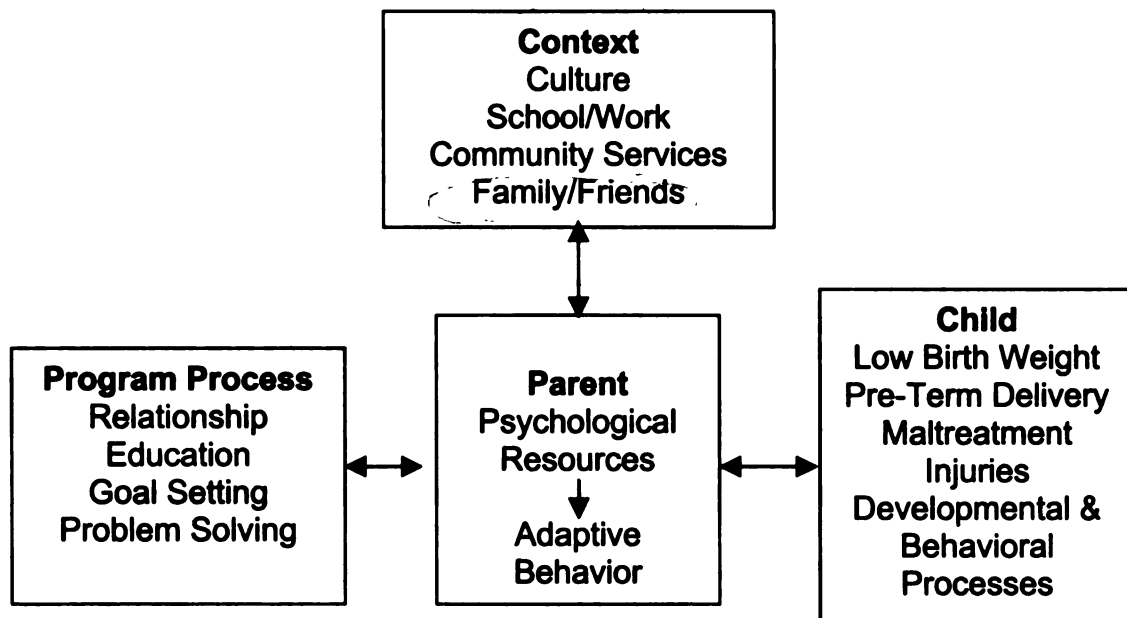 Context
Culture
School/Work
Community Services
Family/Friends
Program Process
Relationship
Education
Goal Setting
Problem Solving
Parent
Psychological
Resources
Adaptive
Behavior
Child
Low Birth Weight
Pre-Term Delivery
Maltreatment
Injuries
Developmental &
Behavioral
Processes